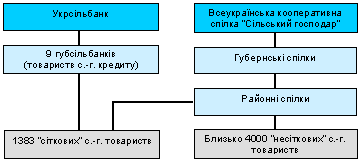 Укрсільбанк
9 губсільбанків
(товариств с.-г. кредиту)
1383 "сіткових" с.-г. товариств
Всеукраїнська кооперативна
спілка "Сільський господар"
Губернські спілки
Районні спілки
Близько 4000 "несіткових" с.-г.
товариств